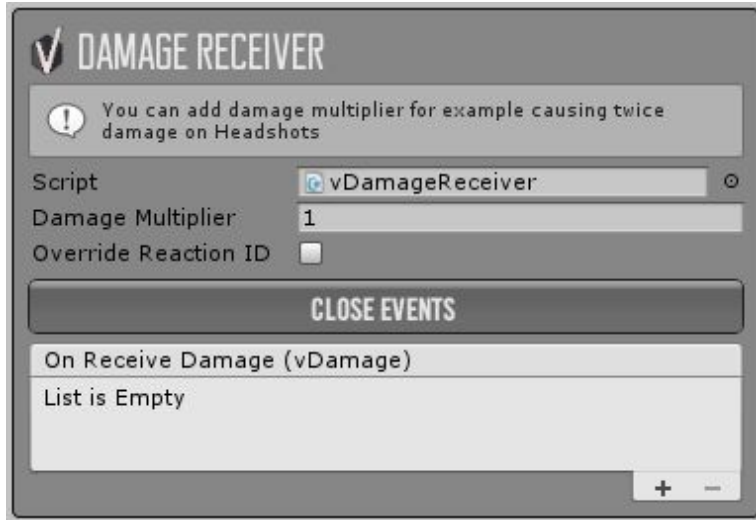 DAMAGE RECEIVER
You can add damage multiplier for example causing twice
damage on Headshots
Script vDamageReceiver
Damage Multiplier 1
Override Reaction ID
CLOSE EVENTS
On Receive Damage (vDamage)
List is Empty
+ −